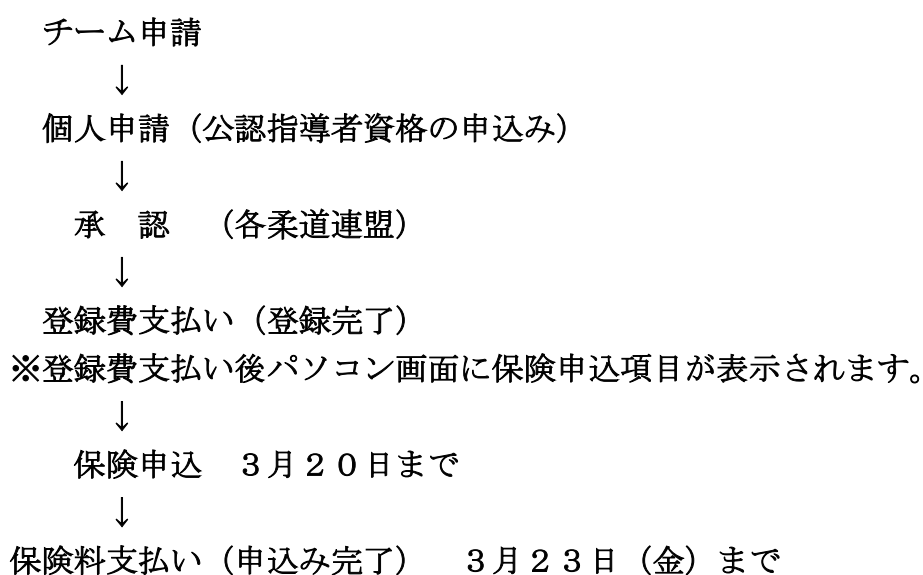 チーム申請
↓
個人申請（公認指導者資格の申込み）
↓
承　認　（各柔道連盟）
↓
登録費支払い（登録完了）
※登録費支払い後パソコン画面に保険申込項目が表示されます。
↓
保険申込　３月２０日まで
↓
保険料支払い（申込み完了）　３月２３日（金）まで